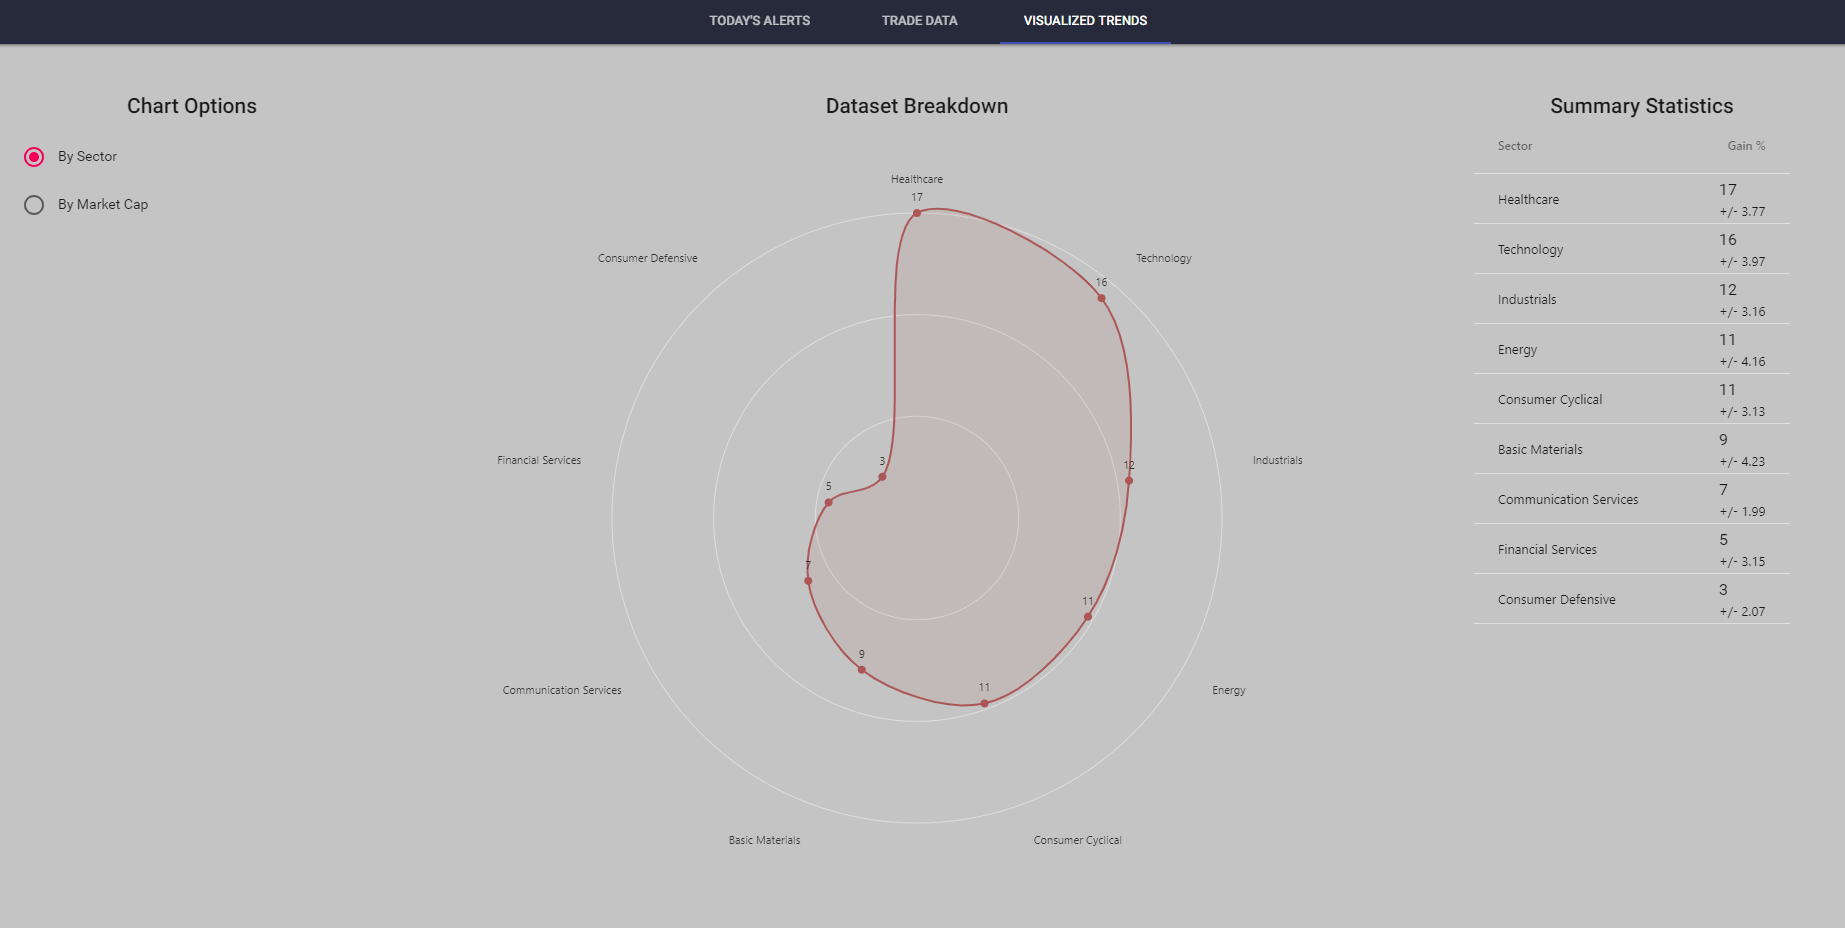 TODAY'S ALERTS TRADE DATA VISUALIZED TRENDS
Chart Options
By Sector
By Market Cap
Dataset Breakdown
Healthcare
17
Technology
16
Industrials
12
Energy
11
Consumer Cyclical
11
Basic Materials
9
Communication Services
7
Financial Services
5
Consumer Defensive
3
Summary Statistics
Sector Gain %
Healthcare 17
+/- 3.77
Technology 16
+/- 3.97
Industrials 12
+/- 3.16
Energy 11
+/- 4.16
Consumer Cyclical 11
+/- 3.13
Basic Materials 9
+/- 4.23
Communication Services 7
+/- 1.99
Financial Services 5
+/- 3.15
Consumer Defensive 3
+/- 2.07